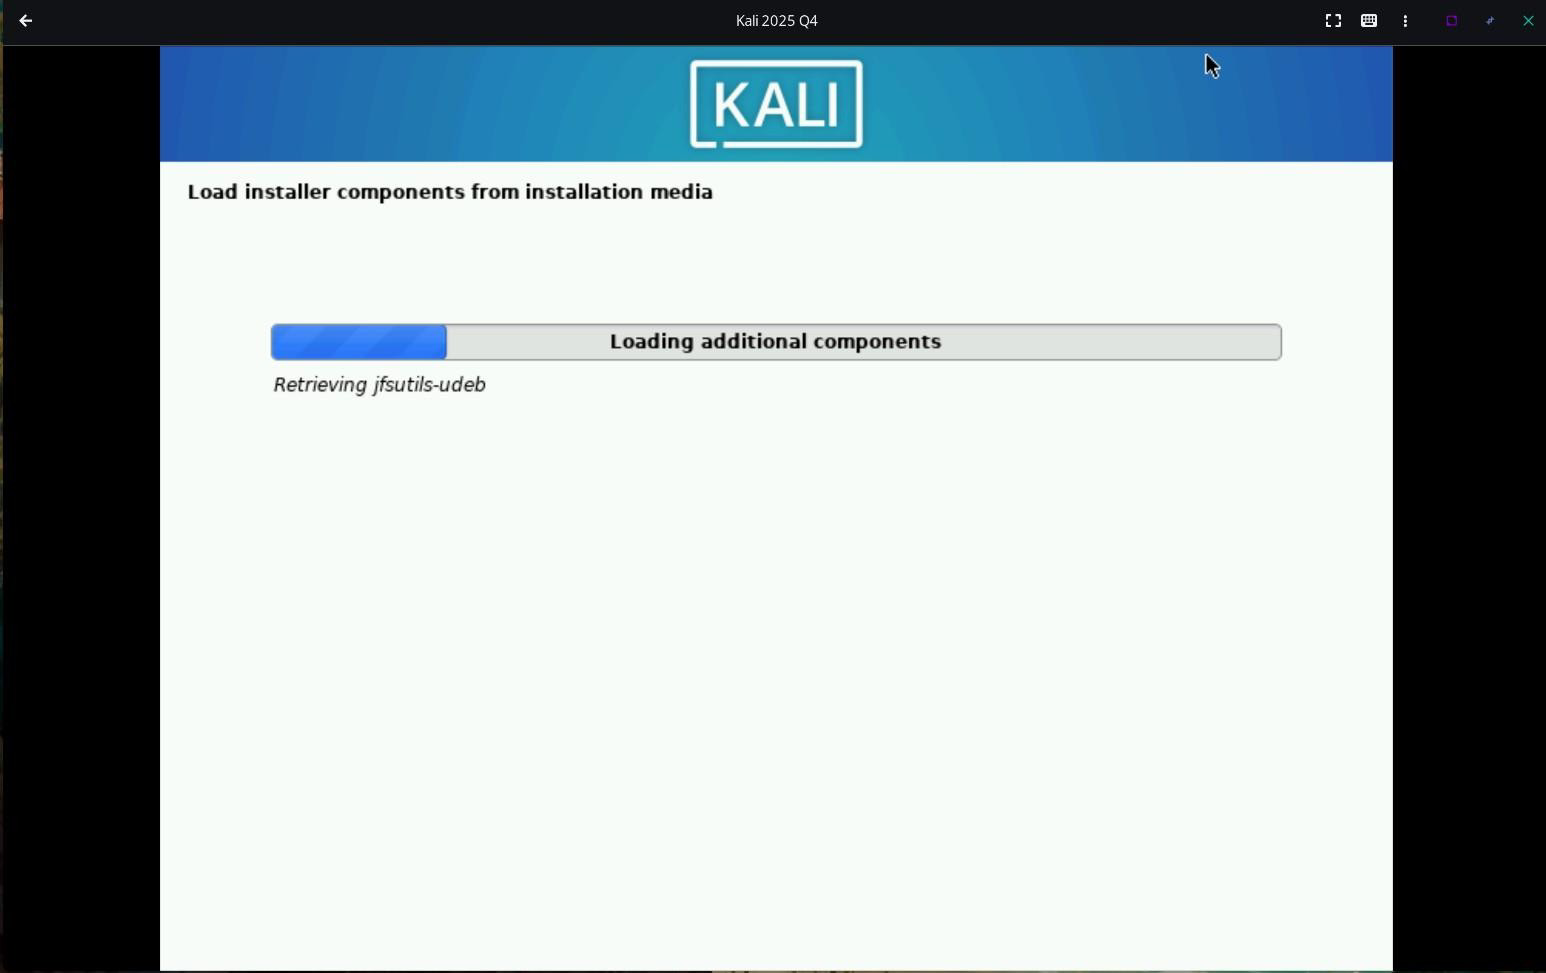 Kali 2025 Q4
KALI
Load installer components from installation media
Loading additional components
Retrieving jfsutils-udeb